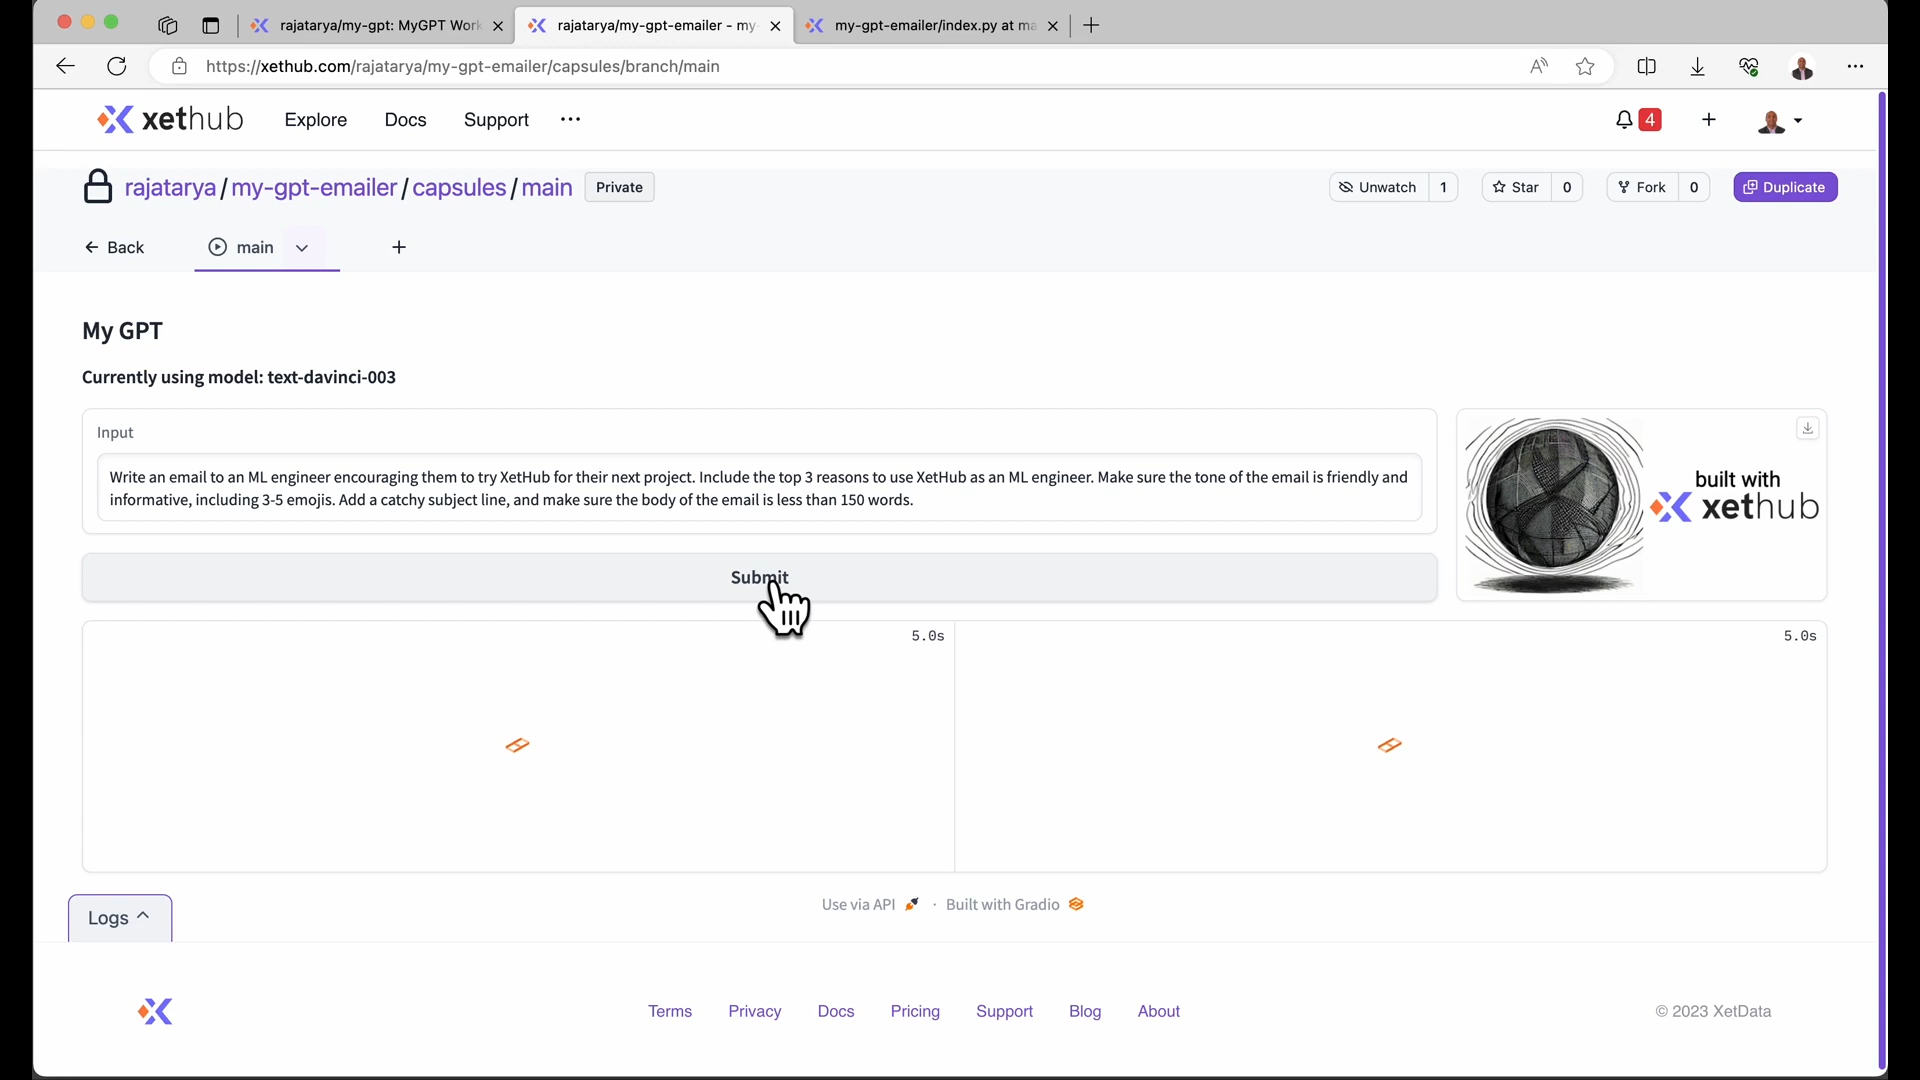 rajatarya/my-gpt: MyGPT Work
rajatarya/my-gpt-emailer - my-
my-gpt-emailer/index.py at ma
https://xethub.com/rajatarya/my-gpt-emailer/capsules/branch/main
xethub
Explore
Docs
Support
4
rajatarya/my-gpt-emailer/capsules/main
Private
Unwatch 1
Star 0
Fork 0
Duplicate
Back
main
My GPT
Currently using model: text-davinci-003
Input
Write an email to an ML engineer encouraging them to try XetHub for their next project. Include the top 3 reasons to use XetHub as an ML engineer. Make sure the tone of the email is friendly and
informative, including 3-5 emojis. Add a catchy subject line, and make sure the body of the email is less than 150 words.
built with
xethub
Submit
5.0s
5.0s
Use via API · Built with Gradio
Logs
Terms
Privacy
Docs
Pricing
Support
Blog
About
© 2023 XetData